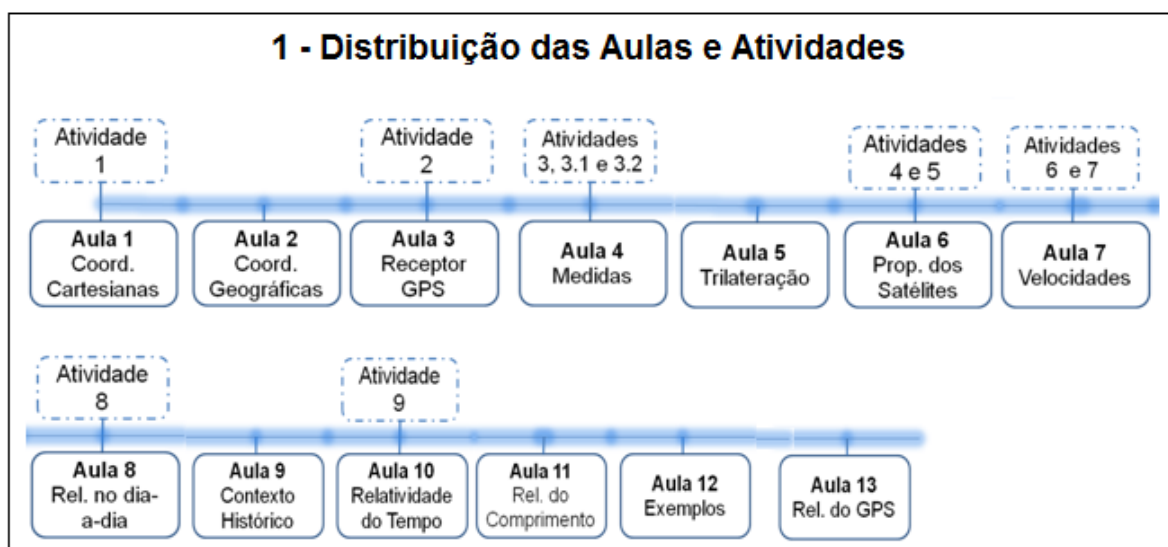 1 - Distribuição das Aulas e Atividades
Atividade
1
Atividade
2
Atividades
3, 3.1 e 3.2
Atividades
4 e 5
Atividades
6 e 7
Aula 1
Coord.
Cartesianas
Aula 2
Coord.
Geográficas
Aula 3
Receptor
GPS
Aula 4
Medidas
Aula 5
Trilateração
Aula 6
Prop. dos
Satélites
Aula 7
Velocidades
Atividade
8
Atividade
9
Aula 8
Rel. no dia-
a-dia
Aula 9
Contexto
Histórico
Aula 10
Relatividade
do Tempo
Aula 11
Rel. do
Comprimento
Aula 12
Exemplos
Aula 13
Rel. do GPS